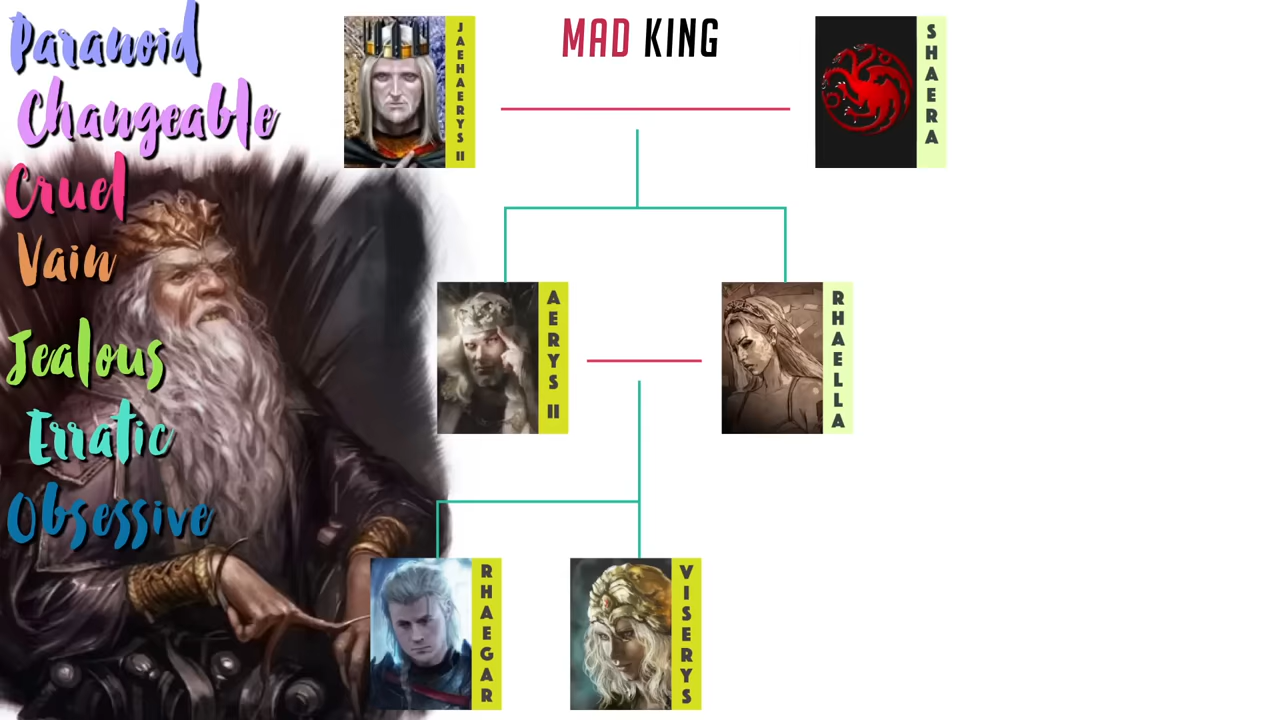 MAD KING
Paranoid
Changeable
Cruel
Vain
Jealous
Erratic
Obsessive
JAEHAERYS II
SHAERA
AERYS II
RHAELLA
RHAEGAR
VISERYS